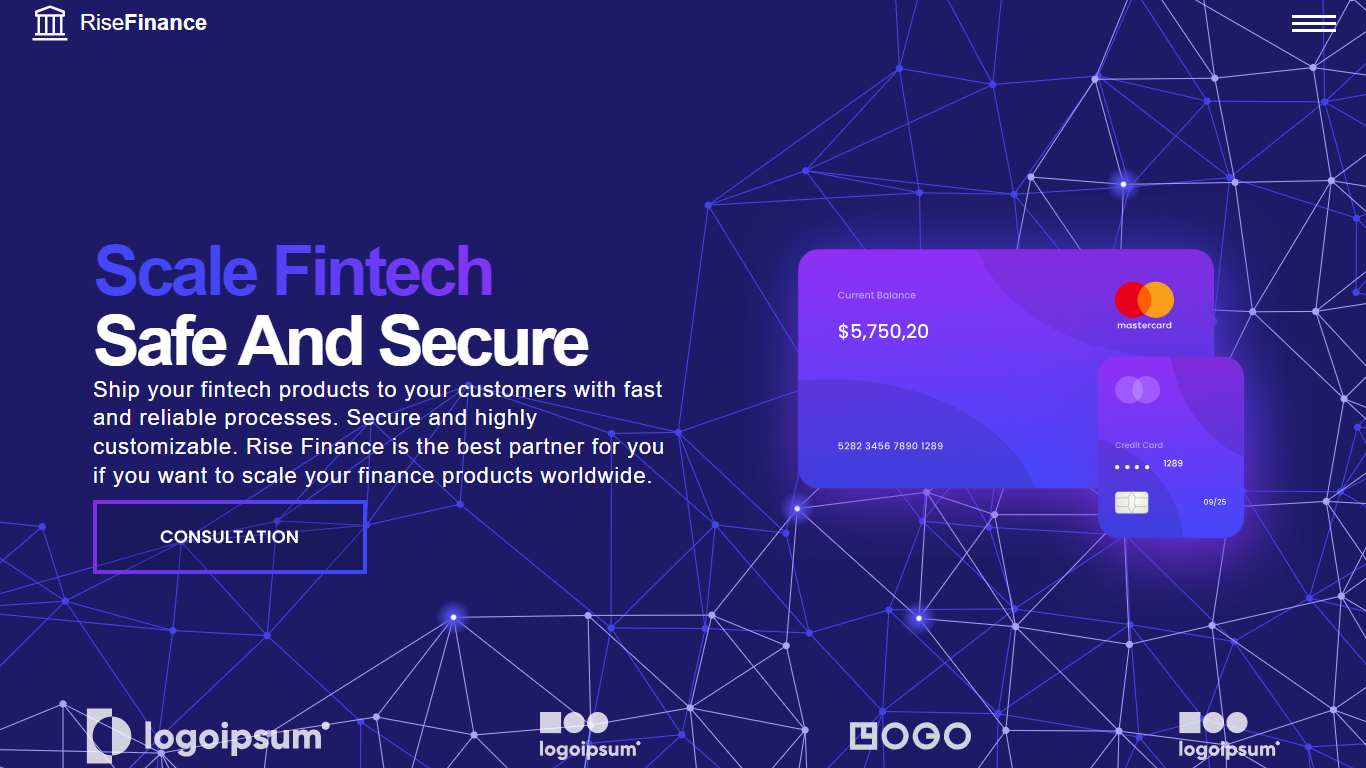 RiseFinance
Scale Fintech
Safe And Secure
Ship your fintech products to your customers with fast
and reliable processes. Secure and highly
customizable. Rise Finance is the best partner for you
if you want to scale your finance products worldwide.
CONSULTATION
Current Balance
$5,750,20
mastercard
5282 3456 7890 1289
Credit Card
1289
09/25
logoipsum
logoipsum
LOGO
logoipsum